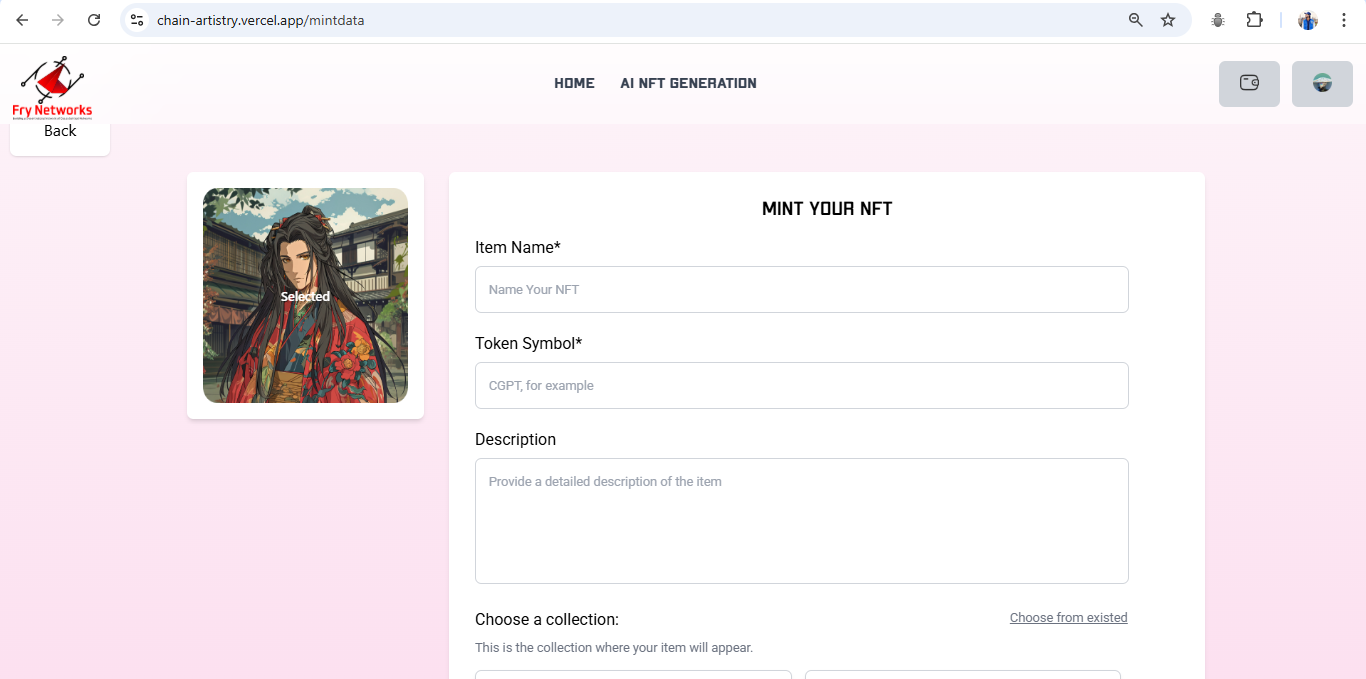 chain-artistry.vercel.app/mintdata
Fry Networks
HOME
AI NFT GENERATION
Back
Selected
MINT YOUR NFT
Item Name*
Name Your NFT
Token Symbol*
CGPT, for example
Description
Provide a detailed description of the item
Choose a collection:
Choose from existed
This is the collection where your item will appear.